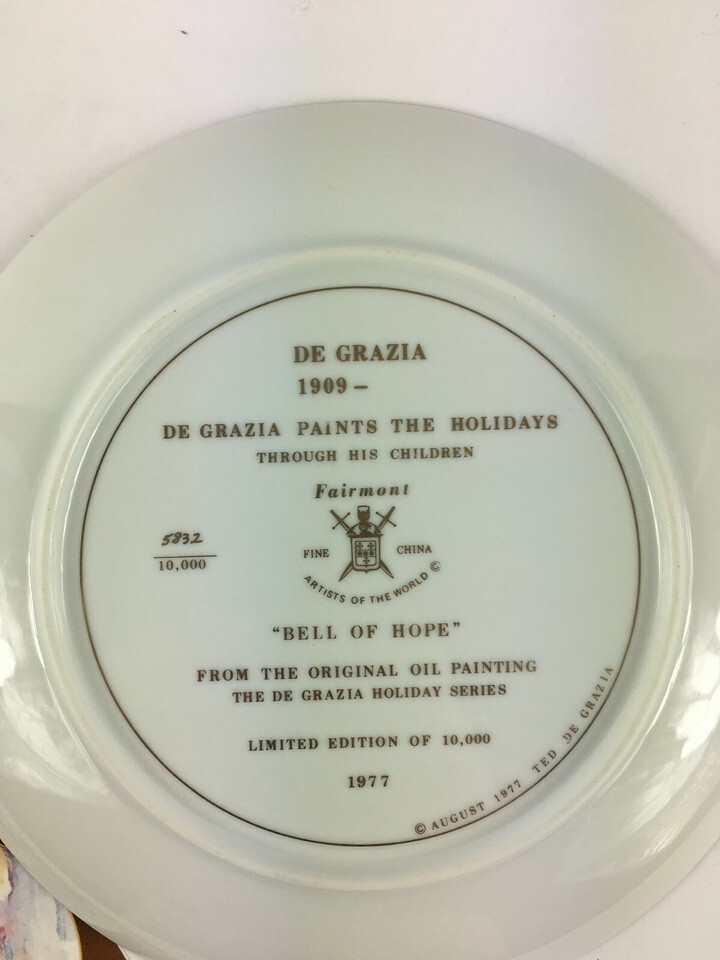 DE GRAZIA
1909 –
DE GRAZIA PAINTS THE HOLIDAYS
THROUGH HIS CHILDREN
Fairmont
FINE CHINA
ARTISTS OF THE WORLD ©
5832
10,000
"BELL OF HOPE"
FROM THE ORIGINAL OIL PAINTING
THE DE GRAZIA HOLIDAY SERIES
LIMITED EDITION OF 10,000
1977
© AUGUST 1977 TED DE GRAZIA